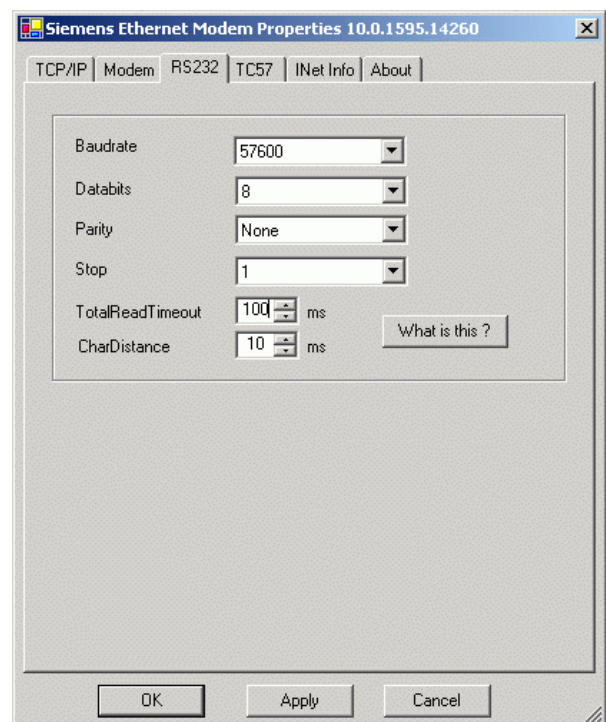 Siemens Ethernet Modem Properties 10.0.1595.14260
TCP/IP Modem RS232 TC57 INet Info About
Baudrate 57600
Databits 8
Parity None
Stop 1
TotalReadTimeout 100 ms
What is this ?
CharDistance 10 ms
OK Apply Cancel